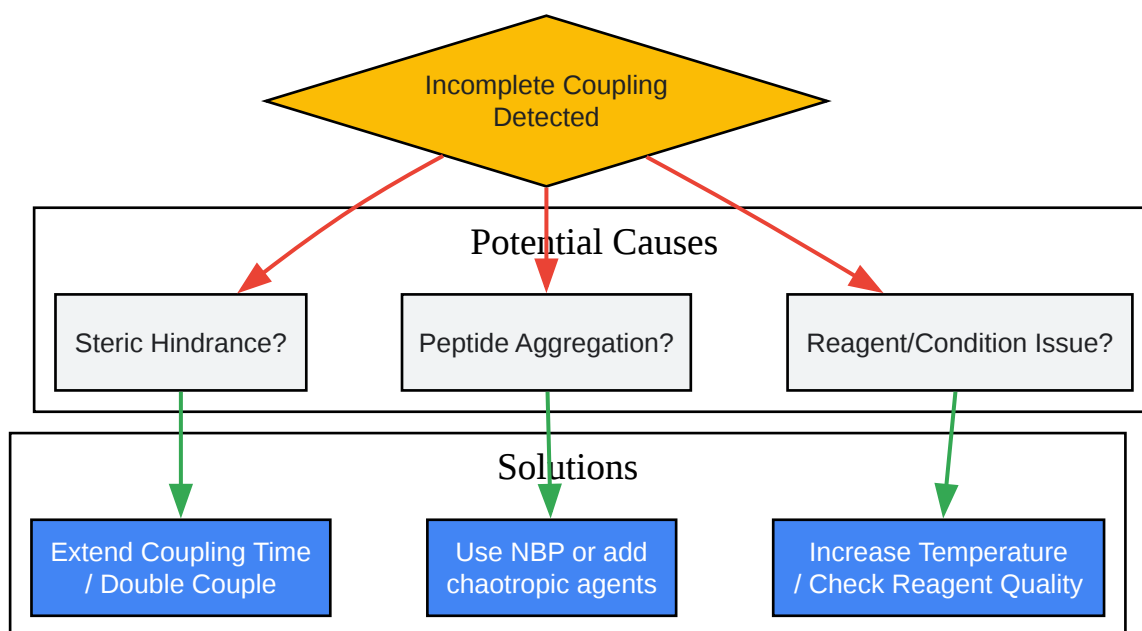 Incomplete Coupling
Detected
Potential Causes
Steric Hindrance?
Peptide Aggregation?
Reagent/Condition Issue?
Solutions
Extend Coupling Time
/ Double Couple
Use NBP or add
chaotropic agents
Increase Temperature
/ Check Reagent Quality